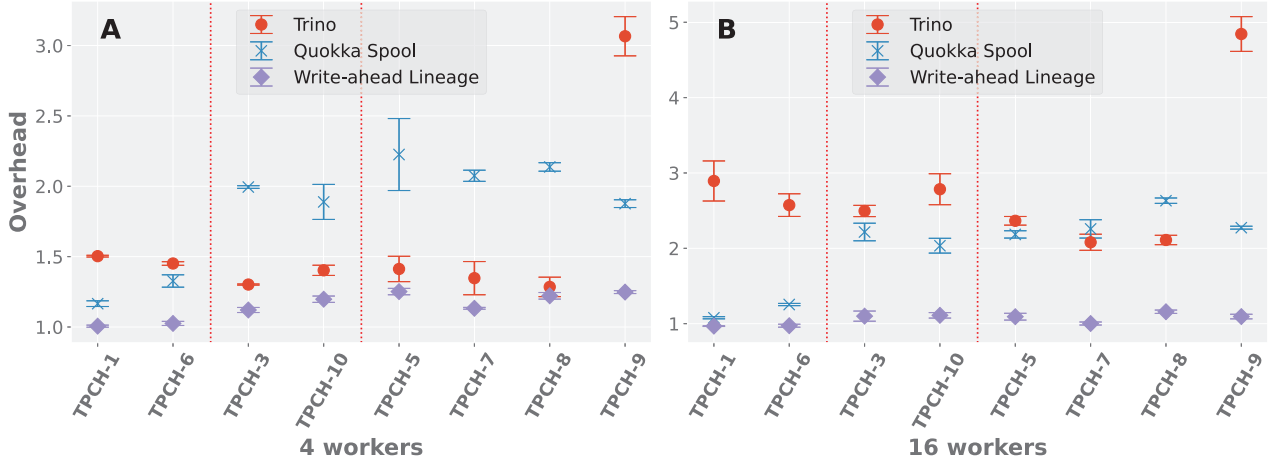 A
Trino
Quokka Spool
Write-ahead Lineage
Overhead
3.0
2.5
2.0
1.5
1.0
TPCH-1
TPCH-6
TPCH-3
TPCH-10
TPCH-5
TPCH-7
TPCH-8
TPCH-9
4 workers
B
Trino
Quokka Spool
Write-ahead Lineage
5
4
3
2
1
TPCH-1
TPCH-6
TPCH-3
TPCH-10
TPCH-5
TPCH-7
TPCH-8
TPCH-9
16 workers